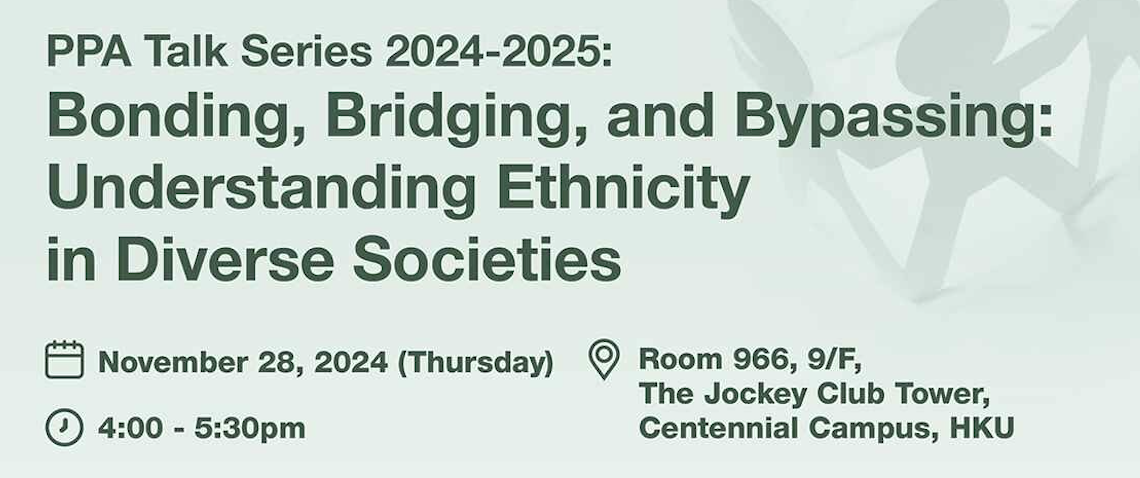 PPA Talk Series 2024-2025:
Bonding, Bridging, and Bypassing:
Understanding Ethnicity
in Diverse Societies
November 28, 2024 (Thursday)
4:00 - 5:30pm
Room 966, 9/F,
The Jockey Club Tower,
Centennial Campus, HKU